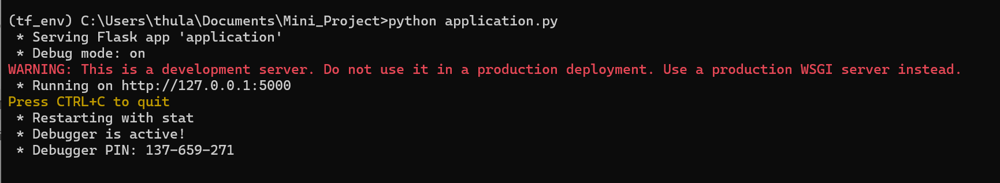 (tf_env) C:\Users\thula\Documents\Mini_Project>python application.py
 * Serving Flask app 'application'
 * Debug mode: on
WARNING: This is a development server. Do not use it in a production deployment. Use a production WSGI server instead.
 * Running on http://127.0.0.1:5000
Press CTRL+C to quit
 * Restarting with stat
 * Debugger is active!
 * Debugger PIN: 137-659-271